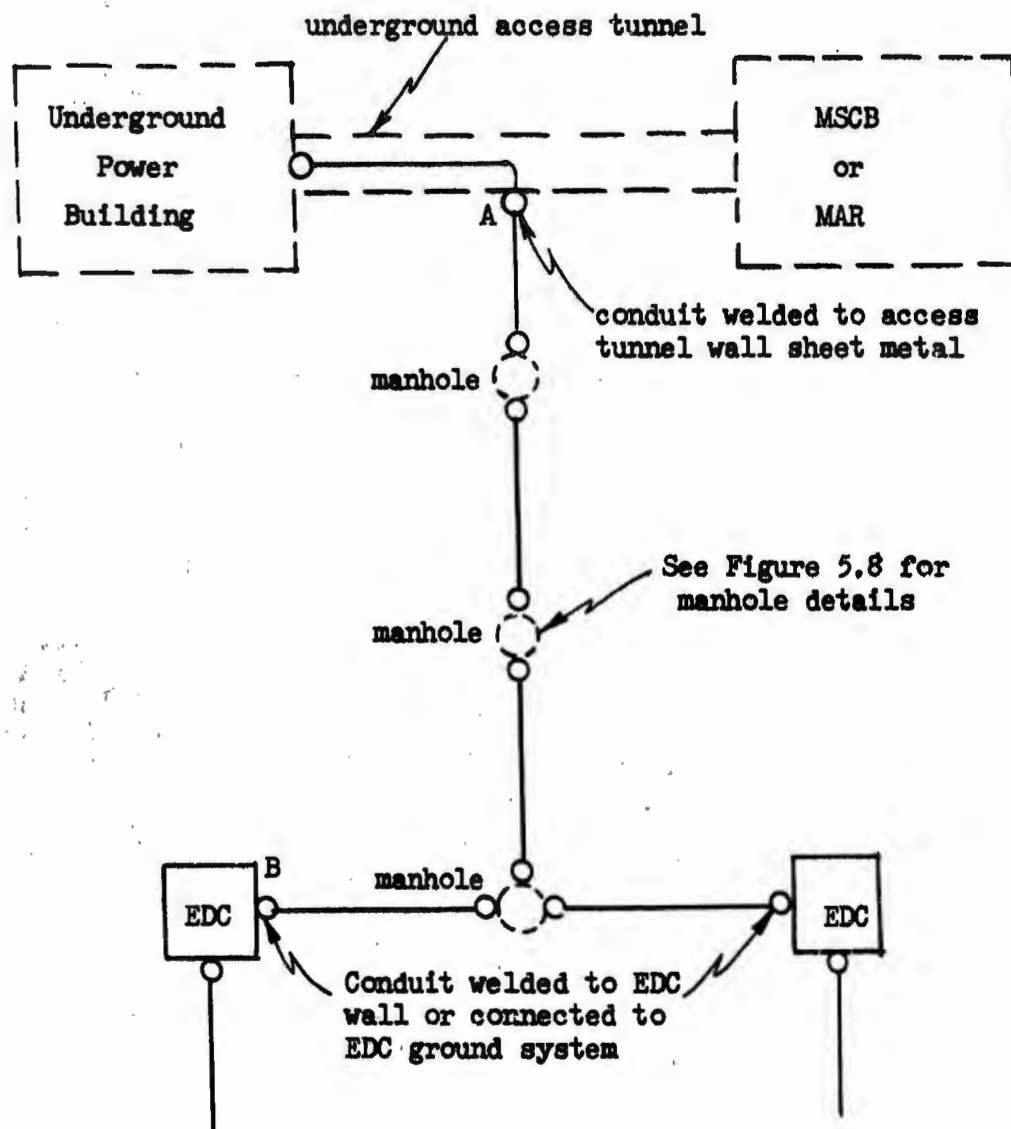 underground access tunnel
Underground
Power
Building
MSCB
or
MAR
A
conduit welded to access
tunnel wall sheet metal
manhole
See Figure 5.8 for
manhole details
manhole
B
manhole
EDC
EDC
Conduit welded to EDC
wall or connected to
EDC ground system